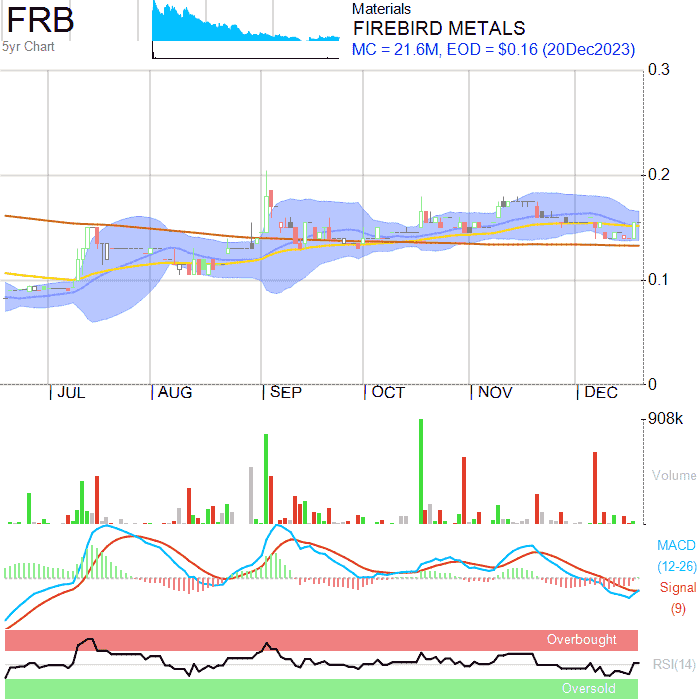 FRB
5yr Chart
Materials
FIREBIRD METALS
MC = 21.6M, EOD = $0.16 (20Dec2023)
0.3
0.2
0.1
0
JUL AUG SEP OCT NOV DEC
908k
Volume
MACD
(12-26)
Signal
(9)
Overbought
RSI(14)
Oversold